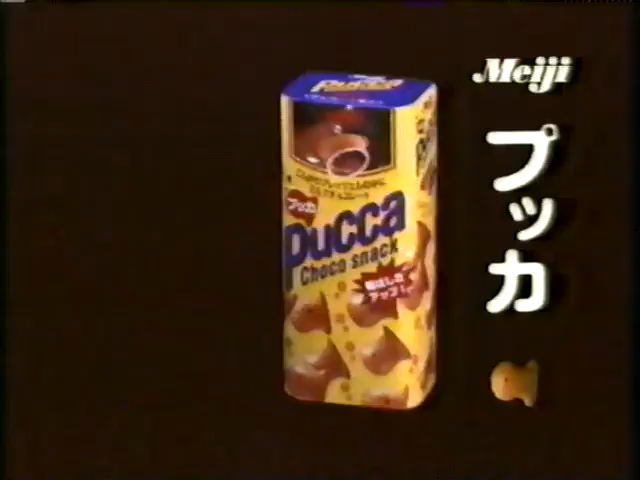 Meiji
プッカ
Pucca
プッカ
Pucca
Choco snack